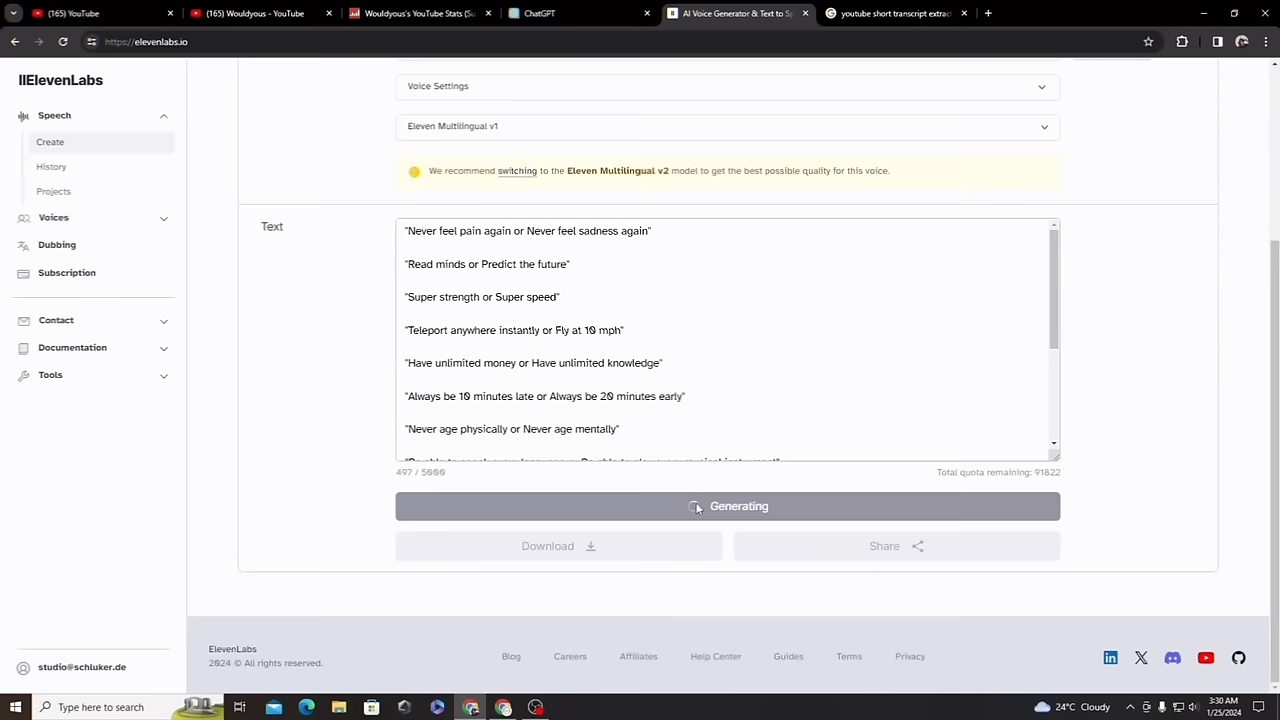 (165) YouTube
(165) Wouldyous - YouTube
Wouldyous's YouTube Stats (Su
ChatGPT
AI Voice Generator & Text to Sp
youtube short transcript extrac
https://elevenlabs.io
IIElevenLabs
Speech
Create
History
Projects
Voices
Dubbing
Subscription
Contact
Documentation
Tools
studio@schluker.de
Voice Settings
Eleven Multilingual v1
We recommend switching to the Eleven Multilingual v2 model to get the best possible quality for this voice.
Text
"Never feel pain again or Never feel sadness again"
"Read minds or Predict the future"
"Super strength or Super speed"
"Teleport anywhere instantly or Fly at 10 mph"
"Have unlimited money or Have unlimited knowledge"
"Always be 10 minutes late or Always be 20 minutes early"
"Never age physically or Never age mentally"
497 / 5000
Total quota remaining: 91822
Generating
Download
Share
ElevenLabs
2024 © All rights reserved.
Blog
Careers
Affiliates
Help Center
Guides
Terms
Privacy
Type here to search
24°C Cloudy
3:30 AM
1/25/2024